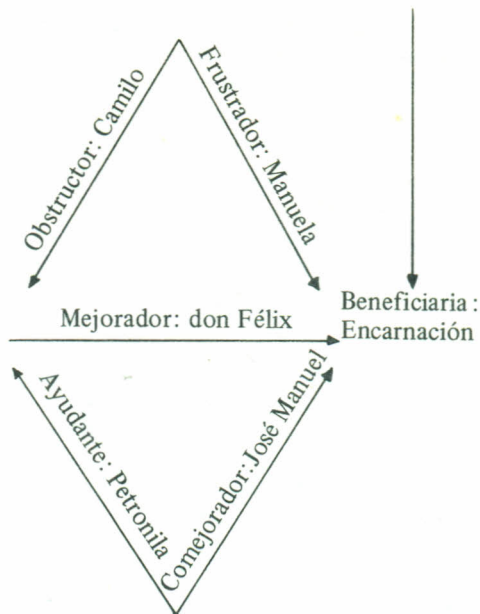 Obstructor: Camilo
Frustrador: Manuela
Beneficiaria:
Encarnación
Mejorador: don Félix
Ayudante: Petronila
Comejorador:José Manuel